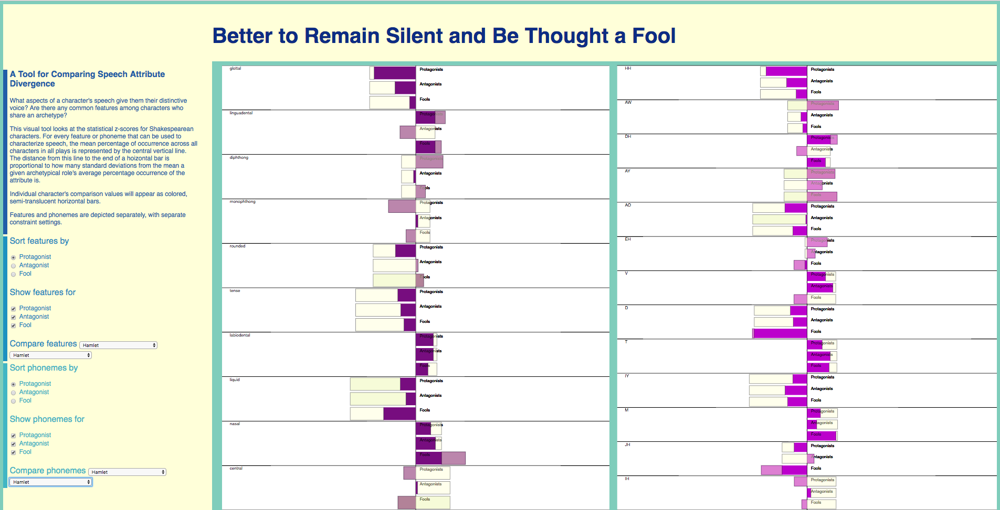 Better to Remain Silent and Be Thought a Fool
A Tool for Comparing Speech Attribute
Divergence
What aspects of a character's speech give them their distinctive
voice? Are there any common features among characters who
share an archetype?
This visual tool looks at the statistical z-scores for Shakespearean
characters. For every feature or phoneme that can be used to
characterize speech, the mean percentage of occurrence across all
characters in all plays is represented by the central vertical line.
The distance from this line to the end of a hoizontal bar is
proportional to how many standard deviations from the mean a
given archetypical role's average percentage occurrence of the
attribute is.
Individual character's comparison values will appear as colored,
semi-translucent horizontal bars.
Features and phonemes are depicted separately, with separate
constraint settings.
Sort features by
Protagonist
Antagonist
Fool
Show features for
Protagonist
Antagonist
Fool
Compare features Hamlet
Hamlet
Sort phonemes by
Protagonist
Antagonist
Fool
Show phonemes for
Protagonist
Antagonist
Fool
Compare phonemes Hamlet
Hamlet
glottal
Protagonists
Antagonists
Fools
linguadental
Protagonists
Antagonists
Fools
diphthong
Protagonists
Antagonists
Fools
monophthong
Protagonists
Antagonists
Fools
rounded
Protagonists
Antagonists
Fools
tense
Protagonists
Antagonists
Fools
labiodental
Protagonists
Antagonists
Fools
liquid
Protagonists
Antagonists
Fools
nasal
Protagonists
Antagonists
Fools
central
Protagonists
Antagonists
Fools
HH
Protagonists
Antagonists
Fools
AW
Protagonists
Antagonists
Fools
DH
Protagonists
Antagonists
Fools
AY
Protagonists
Antagonists
Fools
AO
Protagonists
Antagonists
Fools
EH
Protagonists
Antagonists
Fools
V
Protagonists
Antagonists
Fools
D
Protagonists
Antagonists
Fools
T
Protagonists
Antagonists
Fools
IY
Protagonists
Antagonists
Fools
M
Protagonists
Antagonists
Fools
JH
Protagonists
Antagonists
Fools
IH
Protagonists
Antagonists
Fools